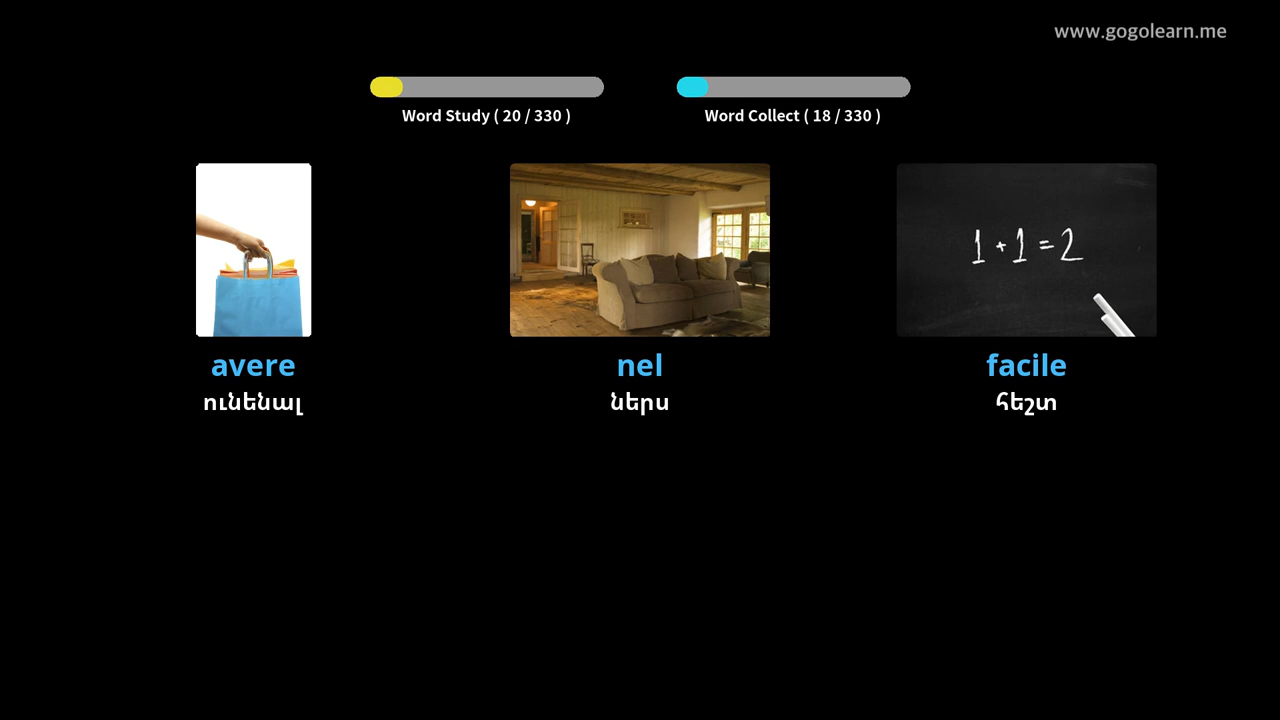 www.gogolearn.me
Word Study ( 20 / 330 )
Word Collect ( 18 / 330 )
1 + 1 = 2
avere
nel
facile
ունենալ
ներս
հեշտ